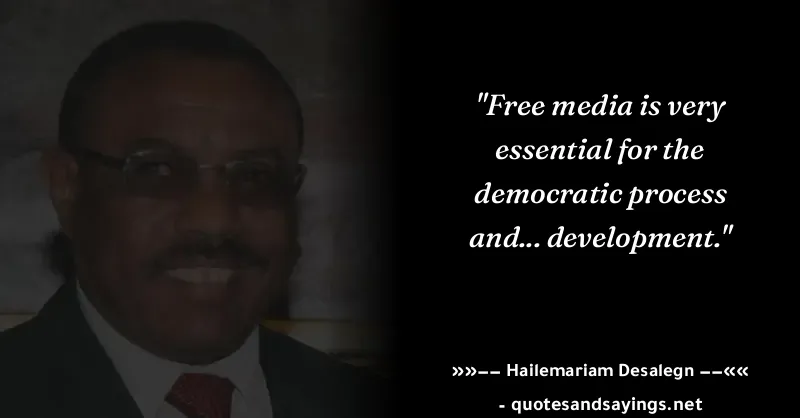 "Free media is very
essential for the
democratic process
and... development."
»»−− Hailemariam Desalegn −−««
- quotesandsayings.net